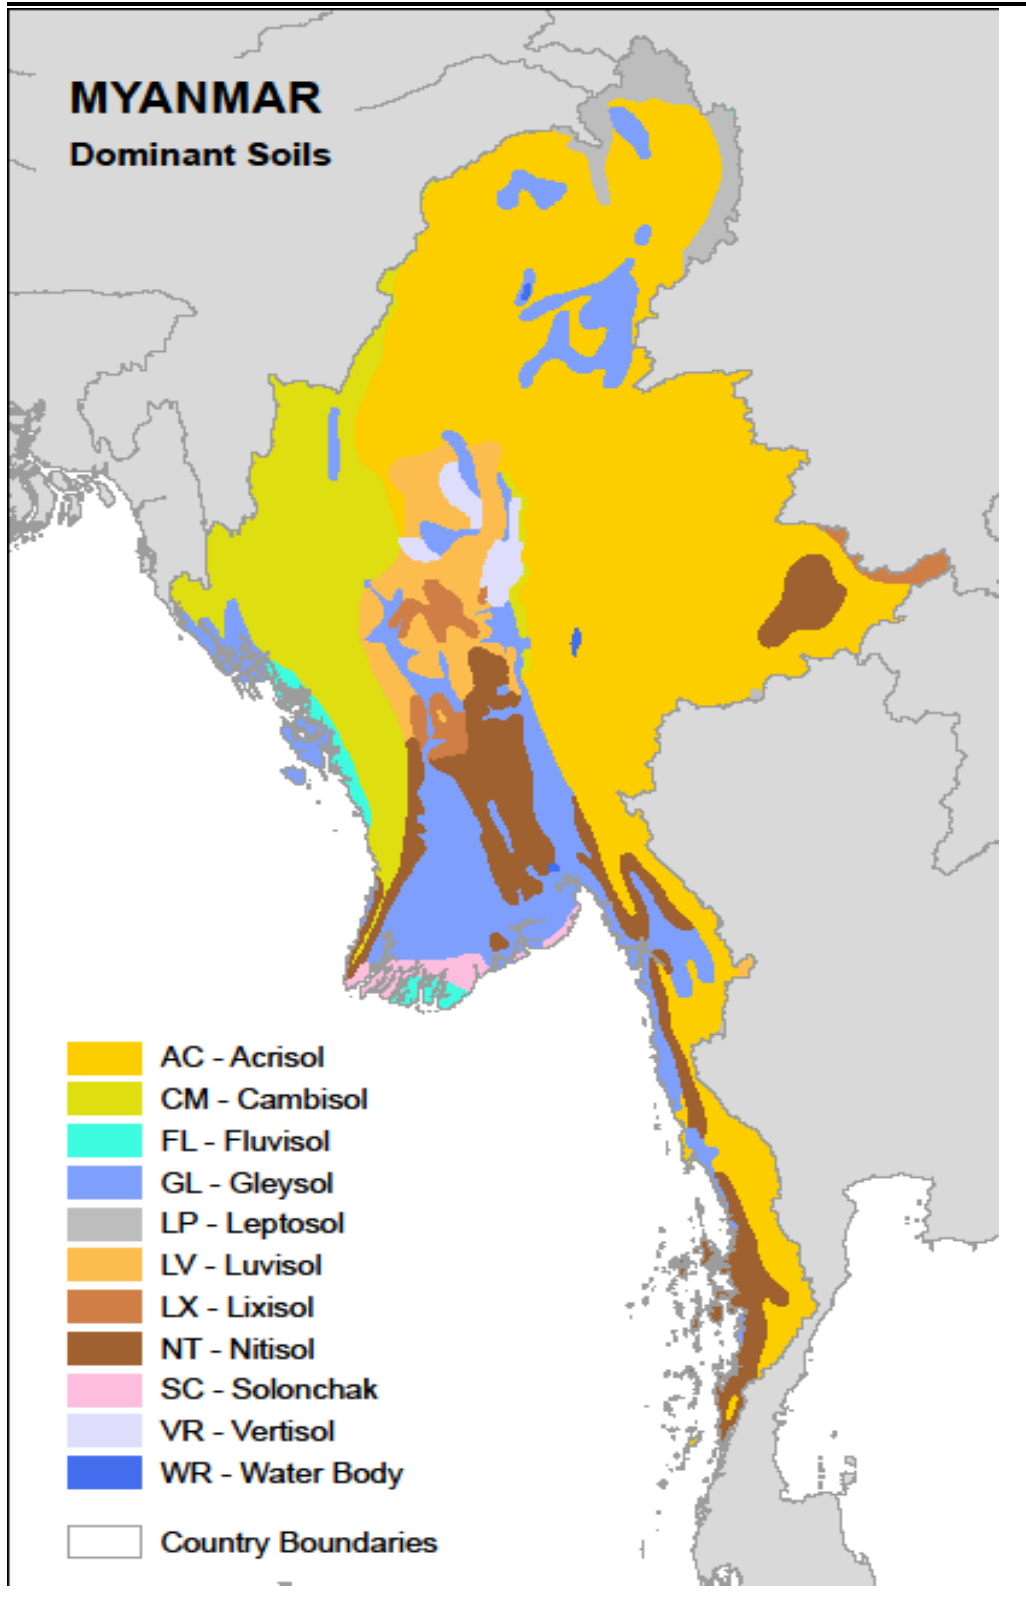 MYANMAR
Dominant Soils
AC - Acrisol
CM - Cambisol
FL - Fluvisol
GL - Gleysol
LP - Leptosol
LV - Luvisol
LX - Lixisol
NT - Nitisol
SC - Solonchak
VR - Vertisol
WR - Water Body
Country Boundaries